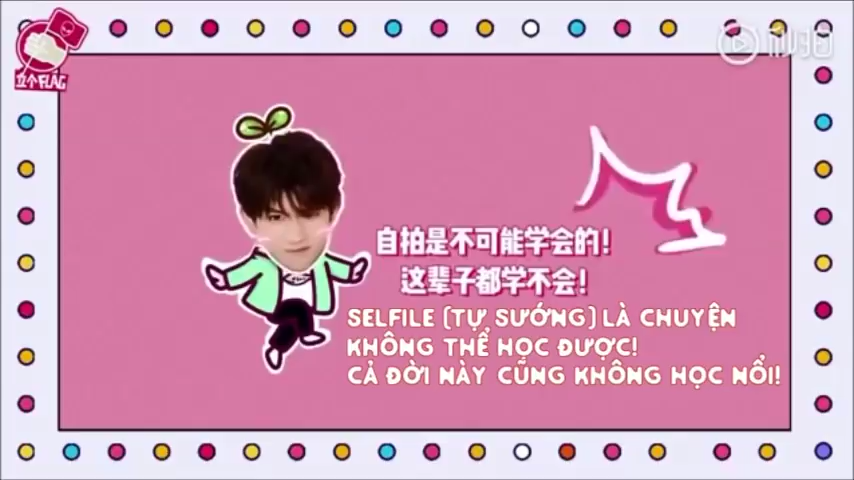 立个FLAG
秒拍
自拍是不可能学会的!
这辈子都学不会!
SELFILE (TỰ SƯỚNG) LÀ CHUYỆN
KHÔNG THỂ HỌC ĐƯỢC!
CẢ ĐỜI NÀY CŨNG KHÔNG HỌC NỔI!